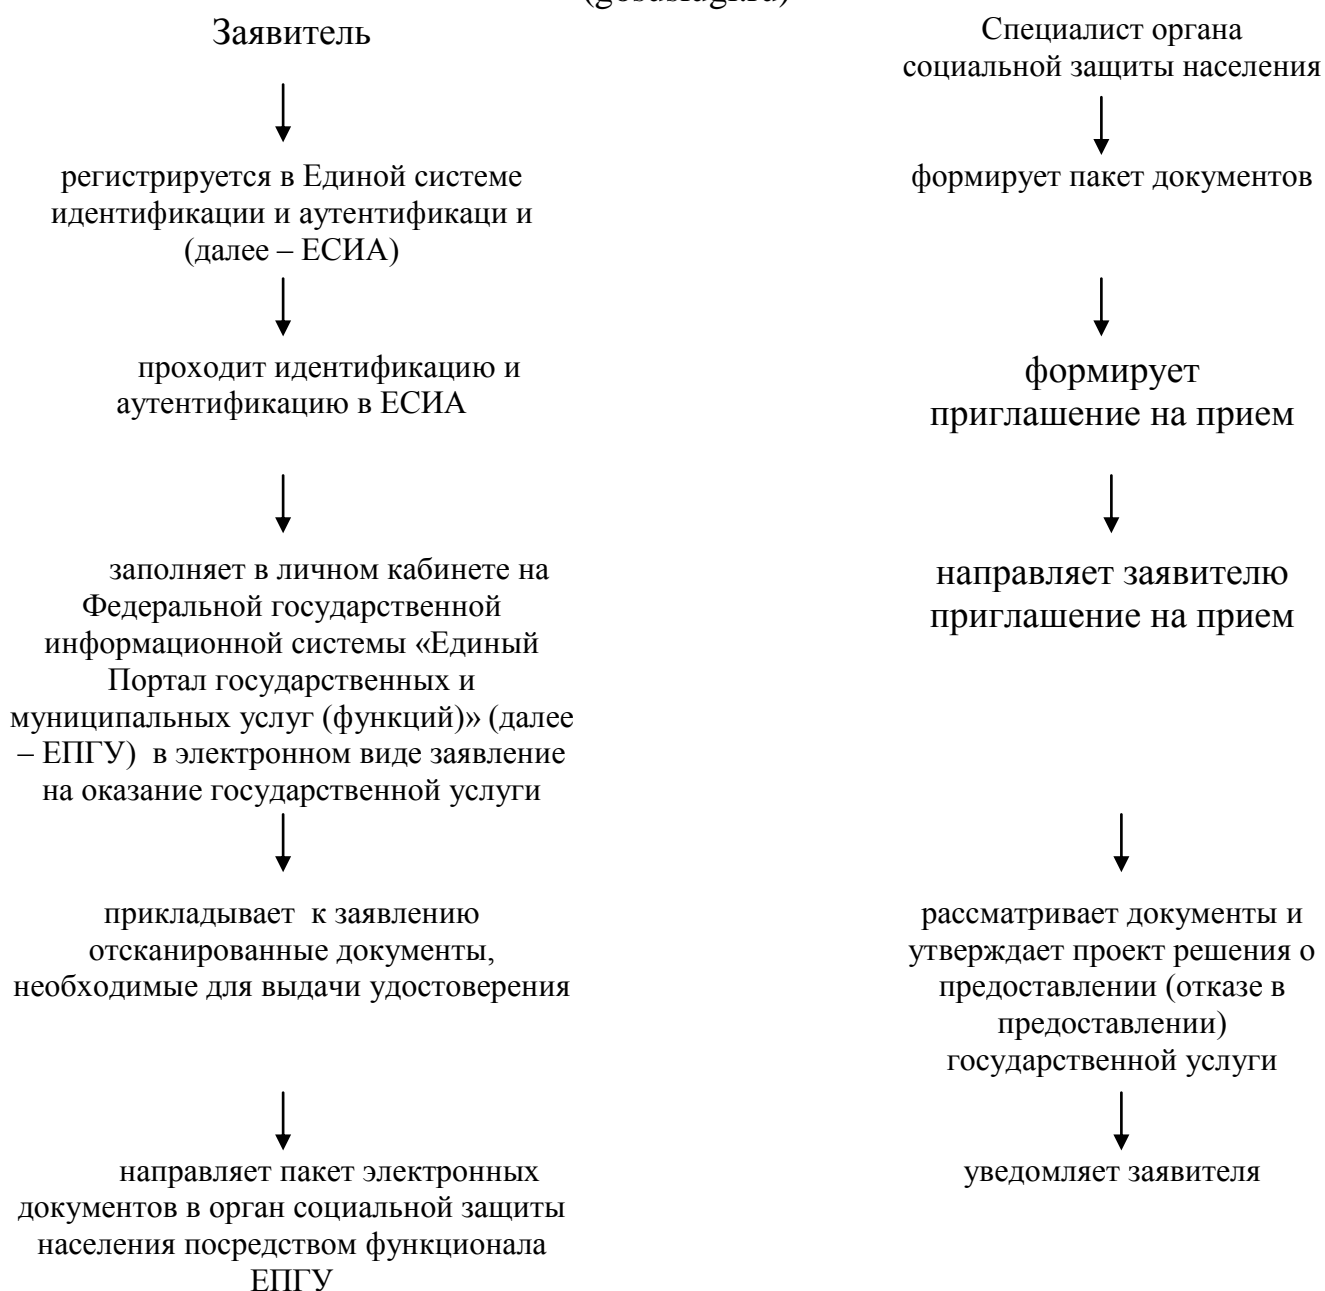 (gosuslugi.ru)
Заявитель
регистрируется в Единой системе
идентификации и аутентификаци и
(далее – ЕСИА)
проходит идентификацию и
аутентификацию в ЕСИА
заполняет в личном кабинете на
Федеральной государственной
информационной системы «Единый
Портал государственных и
муниципальных услуг (функций)» (далее
– ЕПГУ)  в электронном виде заявление
на оказание государственной услуги
прикладывает  к заявлению
отсканированные документы,
необходимые для выдачи удостоверения
направляет пакет электронных
документов в орган социальной защиты
населения посредством функционала
ЕПГУ
Специалист органа
социальной защиты населения
формирует пакет документов
формирует
приглашение на прием
направляет заявителю
приглашение на прием
рассматривает документы и
утверждает проект решения о
предоставлении (отказе в
предоставлении)
государственной услуги
уведомляет заявителя